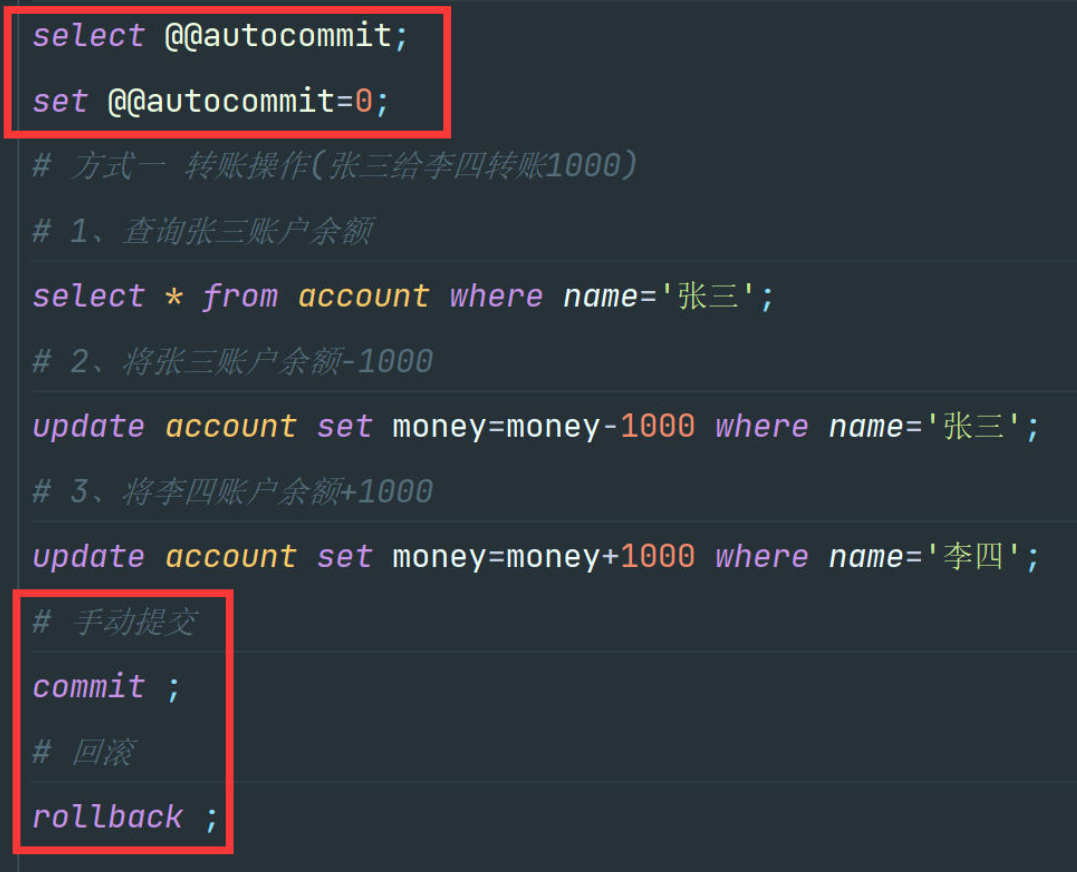 select @@autocommit;
set @@autocommit=0;
# 方式一 转账操作(张三给李四转账1000)
# 1、查询张三账户余额
select * from account where name='张三';
# 2、将张三账户余额-1000
update account set money=money-1000 where name='张三';
# 3、将李四账户余额+1000
update account set money=money+1000 where name='李四';
# 手动提交
commit ;
# 回滚
rollback ;